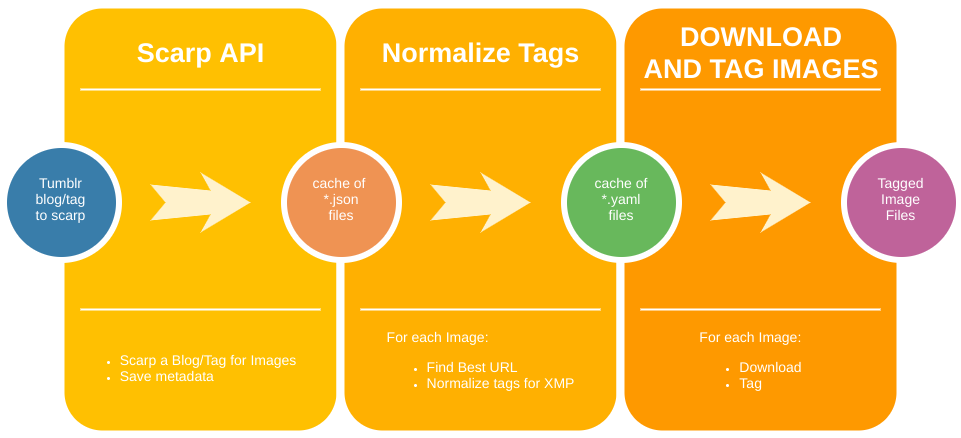 Scarp API
Normalize Tags
DOWNLOAD
AND TAG IMAGES
Tumblr
blog/tag
to scarp
cache of
*.json
files
cache of
*.yaml
files
Tagged
Image
Files
• Scarp a Blog/Tag for Images
• Save metadata
For each Image:
• Find Best URL
• Normalize tags for XMP
For each Image:
• Download
• Tag